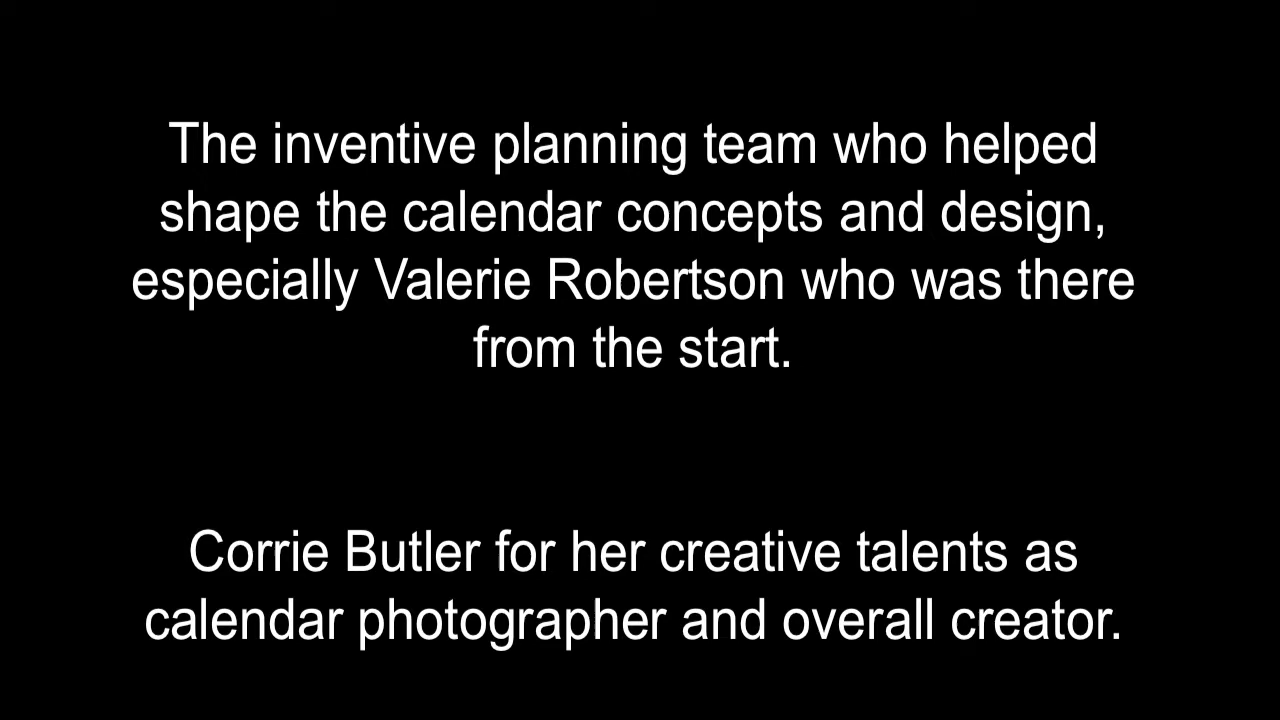 The inventive planning team who helped
shape the calendar concepts and design,
especially Valerie Robertson who was there
from the start.
Corrie Butler for her creative talents as
calendar photographer and overall creator.